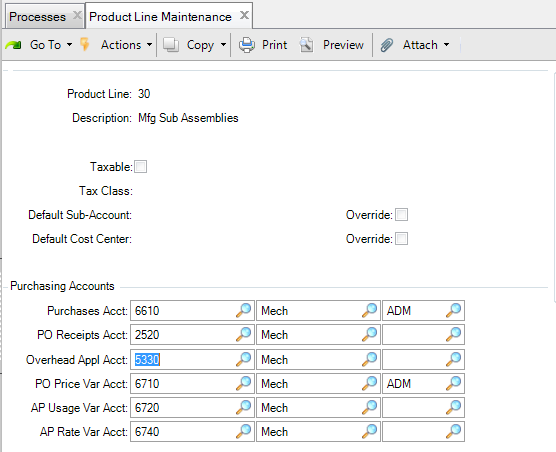 Processes Product Line Maintenance
Go To Actions Copy Print Preview Attach
Product Line: 30
Description: Mfg Sub Assemblies
Taxable:
Tax Class:
Default Sub-Account: Override:
Default Cost Center: Override:
Purchasing Accounts
Purchases Acct: 6610 Mech ADM
PO Receipts Acct: 2520 Mech
Overhead Appl Acct: 5330 Mech
PO Price Var Acct: 6710 Mech ADM
AP Usage Var Acct: 6720 Mech
AP Rate Var Acct: 6740 Mech